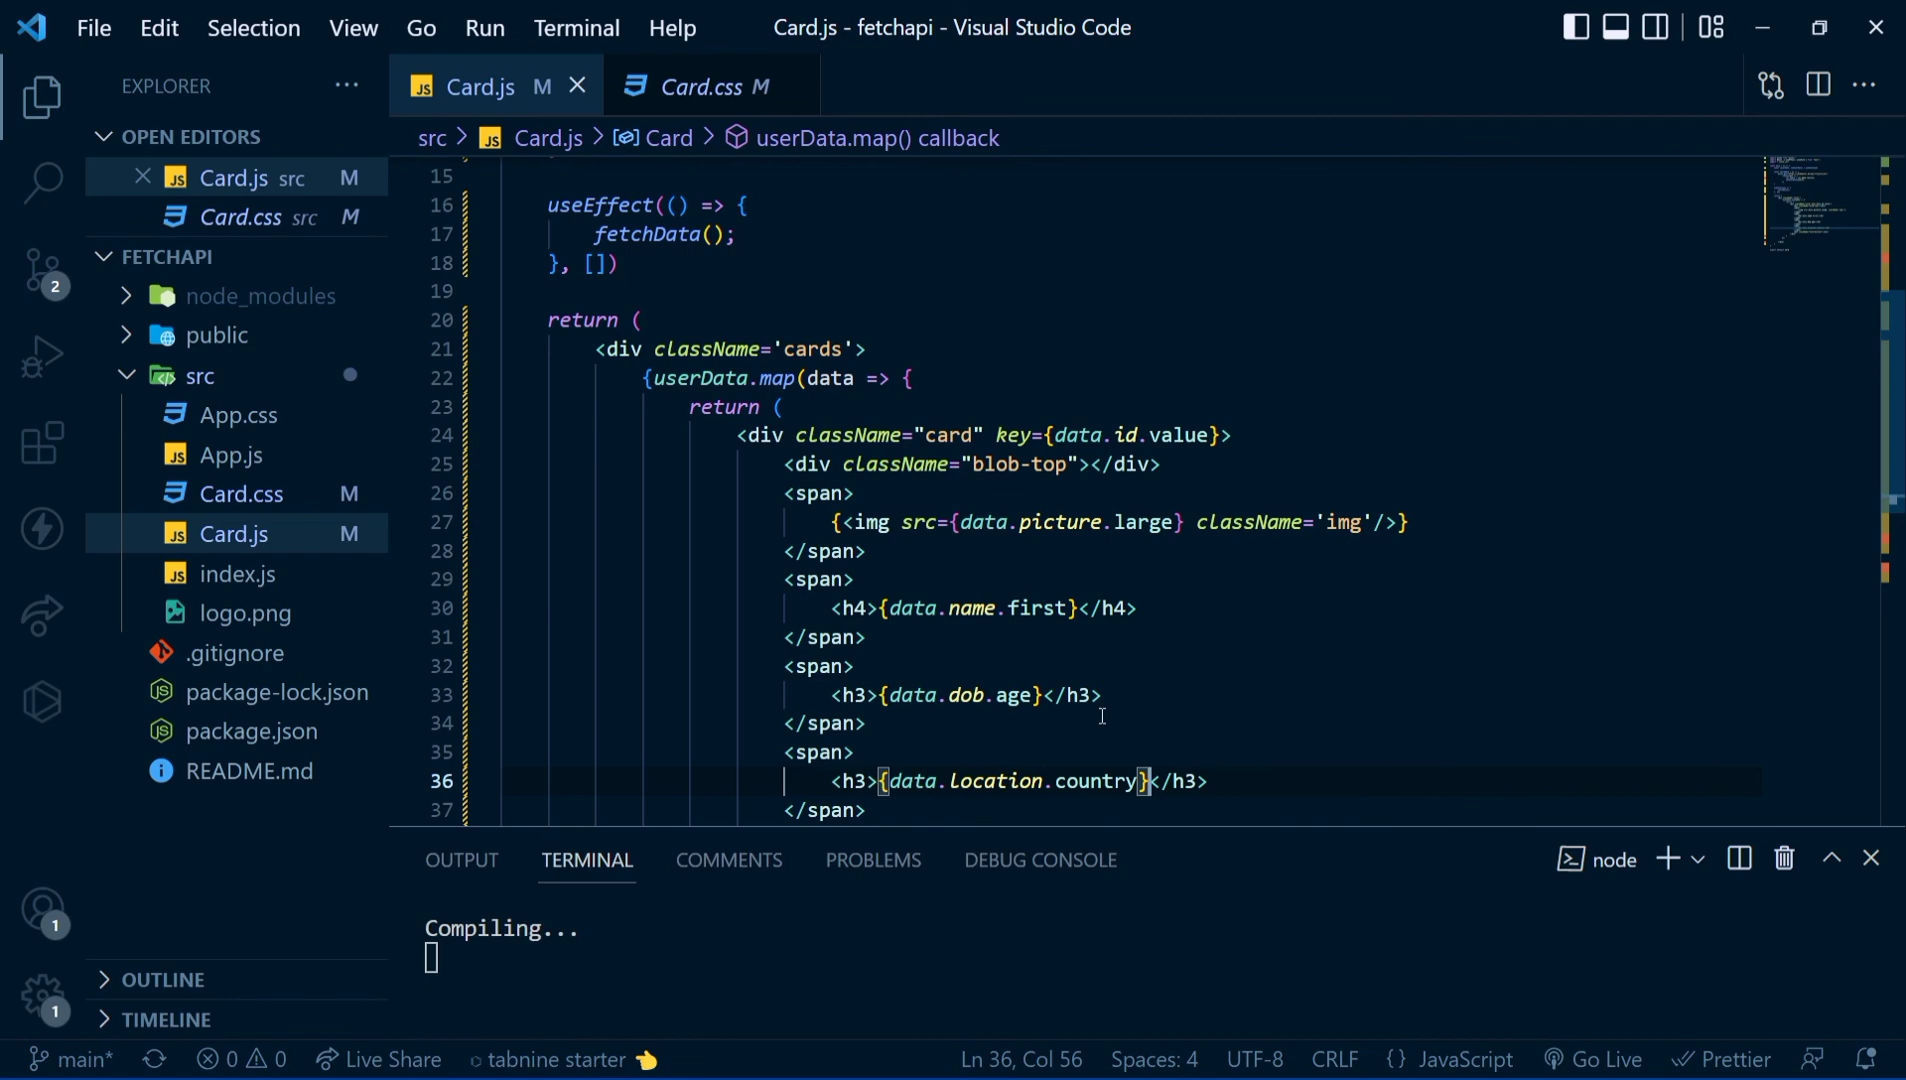 File Edit Selection View Go Run Terminal Help Card.js - fetchapi - Visual Studio Code
EXPLORER ···
OPEN EDITORS
Card.js src M
Card.css src M
FETCHAPI
node_modules
public
src
App.css
App.js
Card.css M
Card.js M
index.js
logo.png
.gitignore
package-lock.json
package.json
README.md
OUTLINE
TIMELINE
2
1
1
Card.js M
Card.css M
src > Card.js > Card > userData.map() callback
15
16 useEffect(() => {
17 fetchData();
18 }, [])
19
20 return (
21 <div className='cards'>
22 {userData.map(data => {
23 return (
24 <div className="card" key={data.id.value}>
25 <div className="blob-top"></div>
26 <span>
27 {<img src={data.picture.large} className='img'/>}
28 </span>
29 <span>
30 <h4>{data.name.first}</h4>
31 </span>
32 <span>
33 <h3>{data.dob.age}</h3>
34 </span>
35 <span>
36 <h3>{data.location.country}</h3>
37 </span>
OUTPUT TERMINAL COMMENTS PROBLEMS DEBUG CONSOLE node
Compiling...
main* 0 0 Live Share tabnine starter 👈 Ln 36, Col 56 Spaces: 4 UTF-8 CRLF {} JavaScript Go Live Prettier